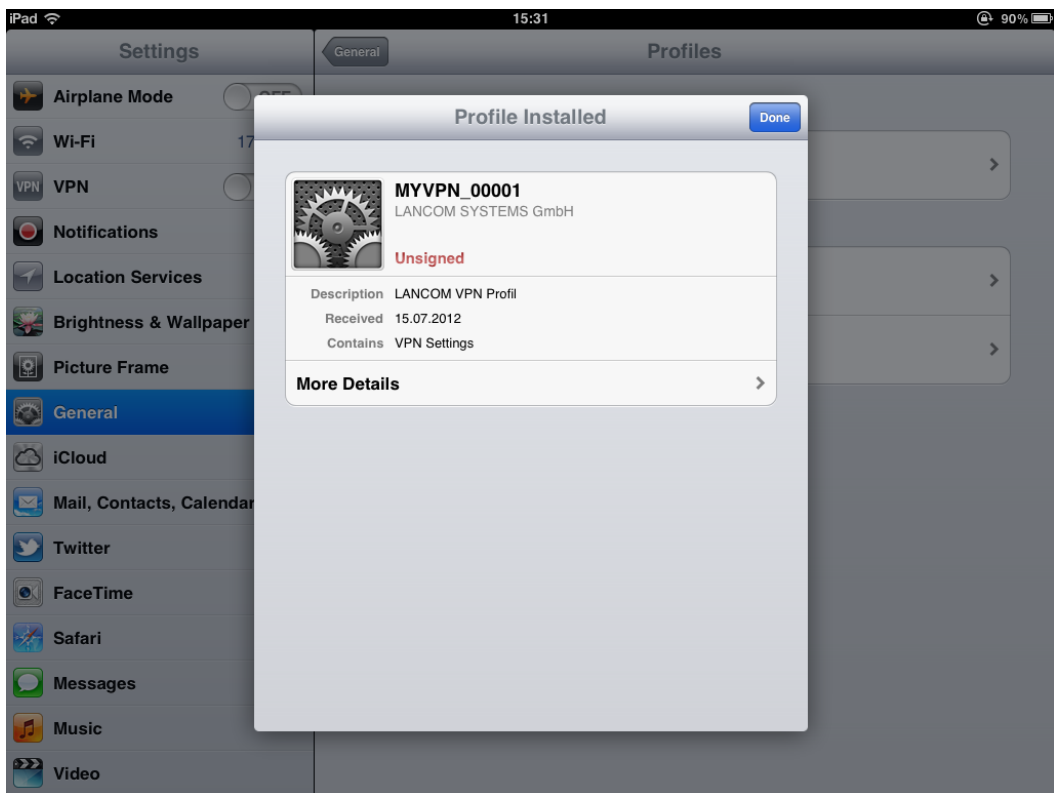 iPad 15:31 90%
Settings
General
Profiles
Airplane Mode
Wi-Fi 17
VPN VPN
Notifications
Location Services
Brightness & Wallpaper
Picture Frame
General
iCloud
Mail, Contacts, Calendar
Twitter
FaceTime
Safari
Messages
Music
Video
Profile Installed
Done
MYVPN_00001
LANCOM SYSTEMS GmbH
Unsigned
Description LANCOM VPN Profil
Received 15.07.2012
Contains VPN Settings
More Details